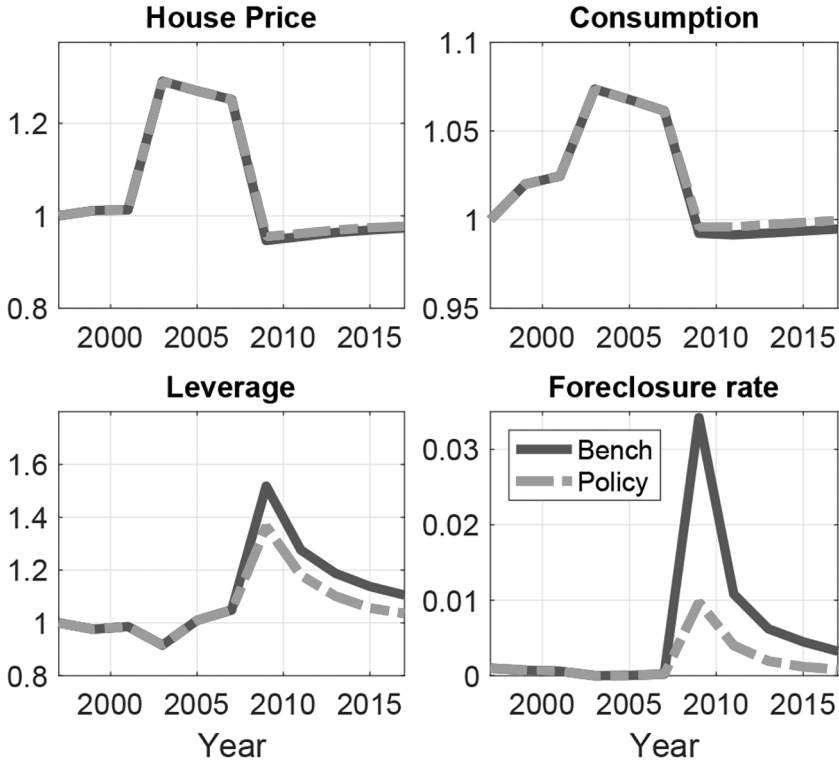 House Price
1.2
1
0.8
2000 2005 2010 2015
Consumption
1.1
1.05
1
0.95
2000 2005 2010 2015
Leverage
1.6
1.4
1.2
1
0.8
2000 2005 2010 2015
Year
Foreclosure rate
0.03
0.02
0.01
0
Bench
Policy
2000 2005 2010 2015
Year